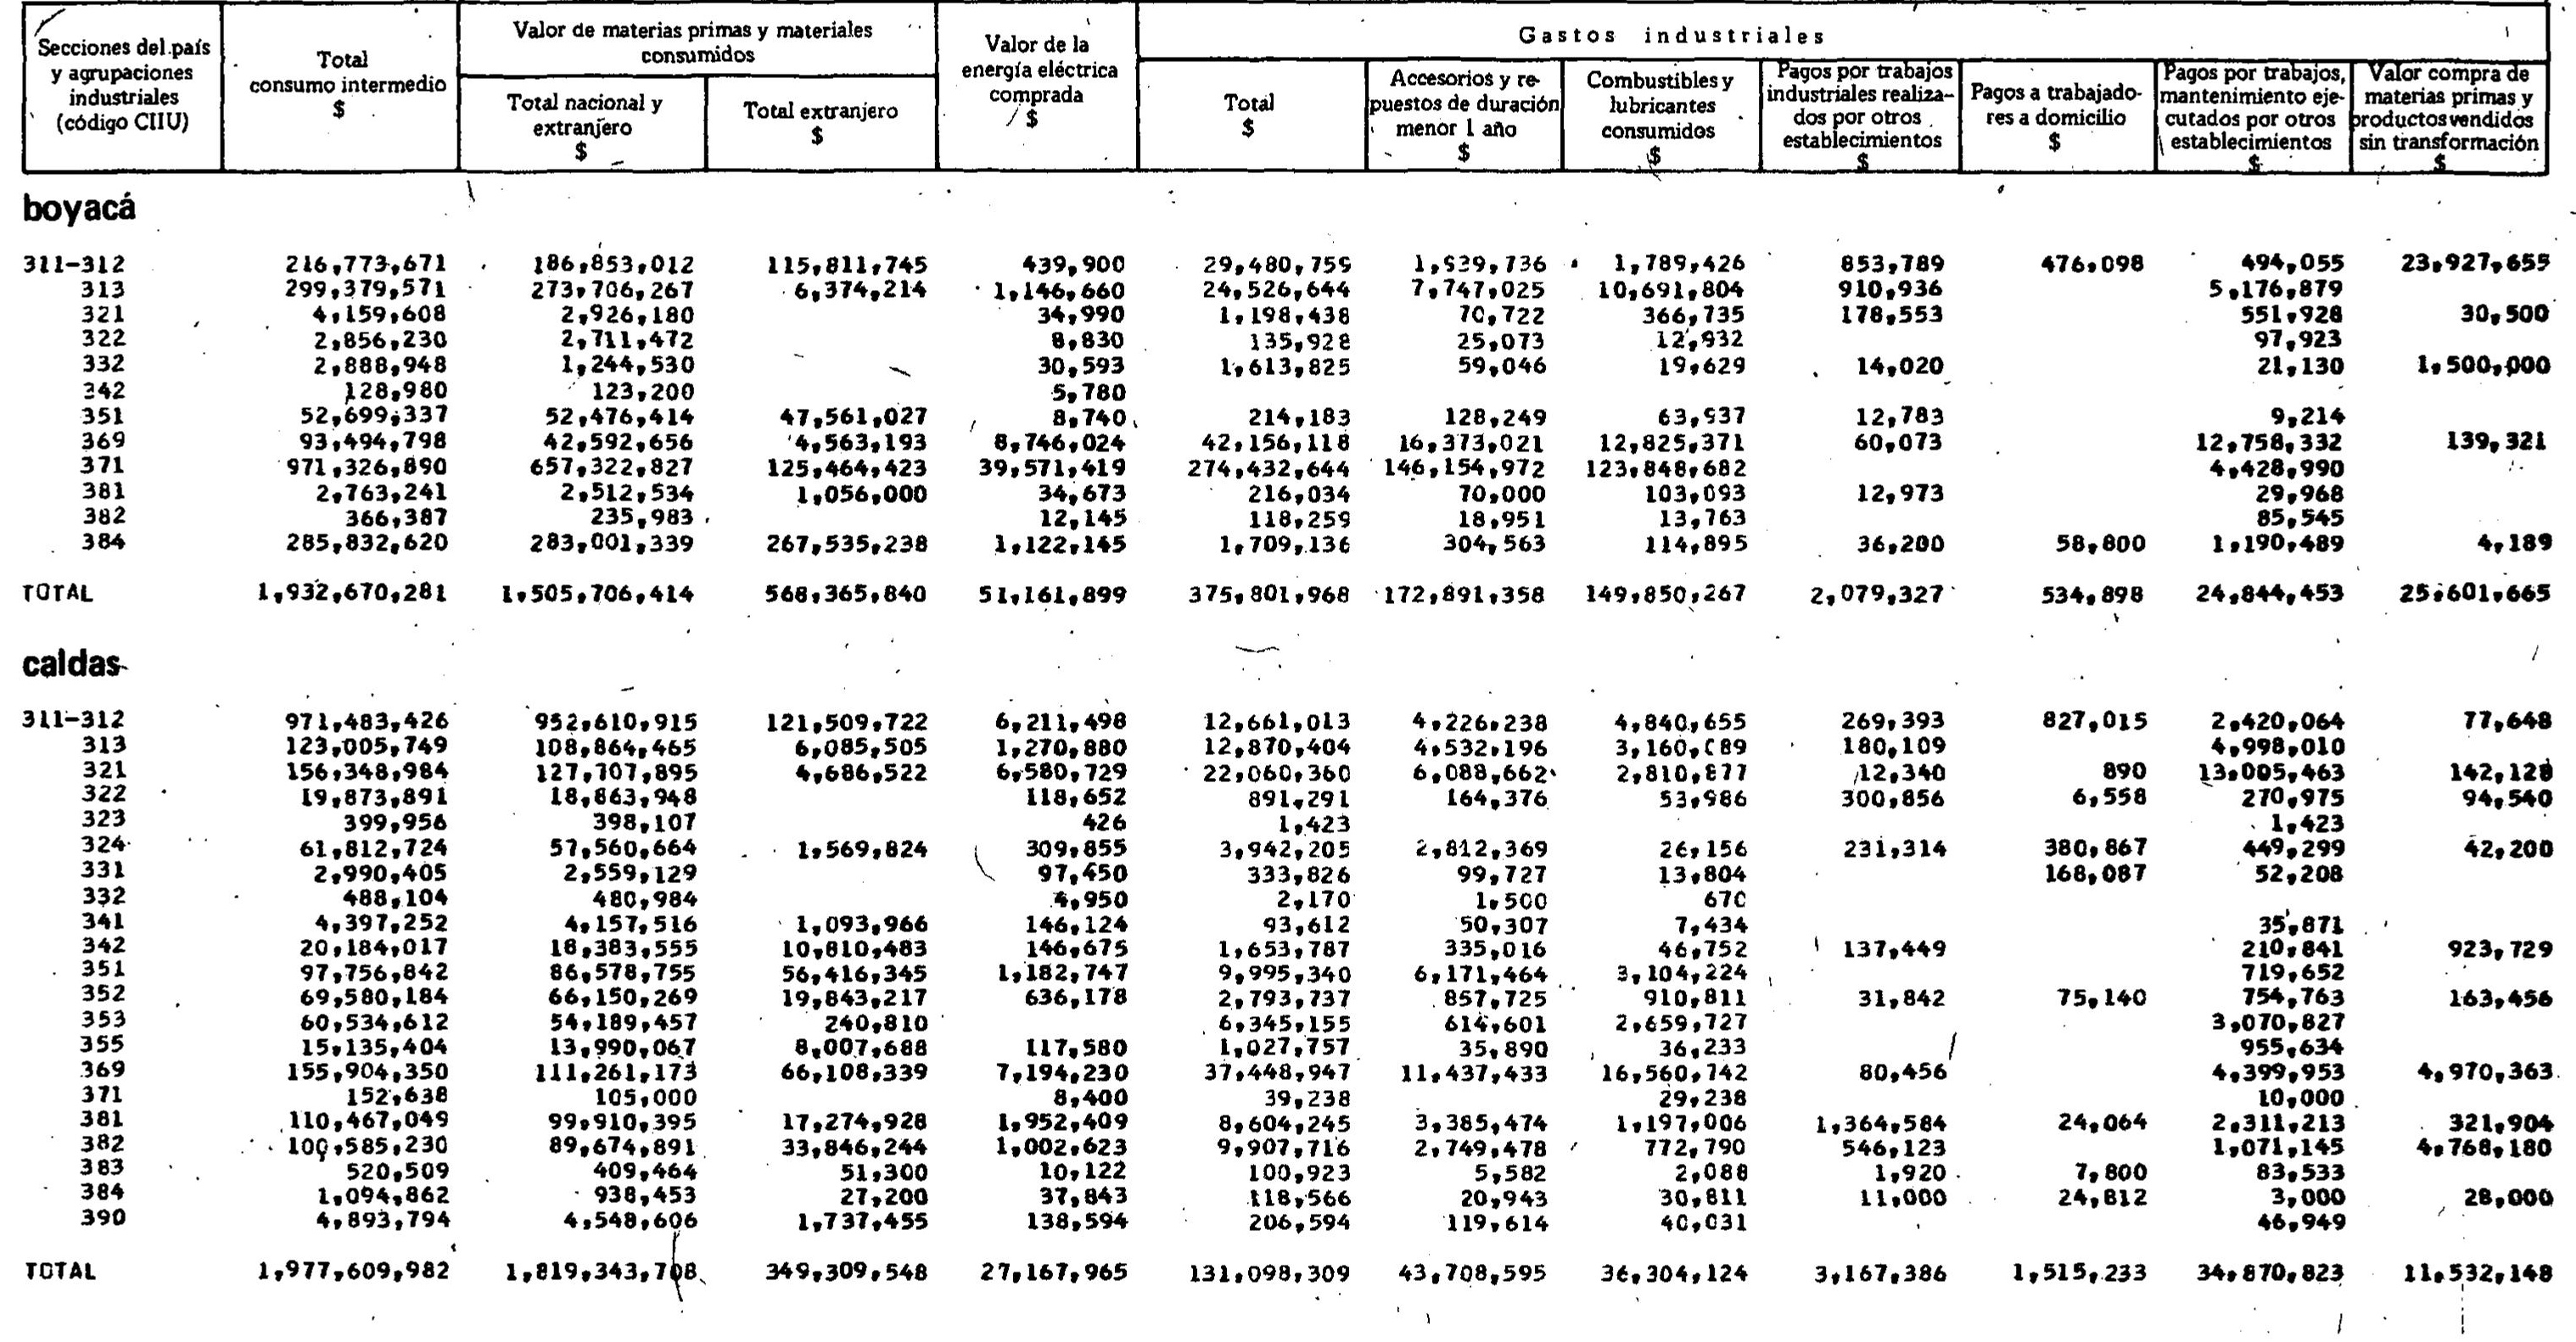 Secciones del país y agrupaciones industriales (código CIIU)
Total consumo intermedio $
Valor de materias primas y materiales consumidos
Total nacional y extranjero $
Total extranjero $
Valor de la energía eléctrica comprada $
Gastos industriales
Total $
Accesorios y repuestos de duración menor 1 año $
Combustibles y lubricantes consumidos $
Pagos por trabajos industriales realizados por otros establecimientos $
Pagos a trabajadores a domicilio $
Pagos por trabajos, mantenimiento ejecutados por otros establecimientos $
Valor compra de materias primas y productos vendidos sin transformación $
boyacá
311-312 216,773,671 186,853,012 115,811,745 439,900 29,480,759 1,939,736 1,789,426 853,789 476,098 494,055 23,927,655
313 299,379,571 273,706,267 6,374,214 1,146,660 24,526,644 7,747,025 10,691,804 910,936 5,176,879
321 4,159,608 2,926,180 34,990 1,198,438 70,722 366,735 178,553 551,928 30,500
322 2,856,230 2,711,472 8,830 135,928 25,073 12,932 97,923
332 2,888,948 1,244,530 30,593 1,613,825 59,046 19,629 14,020 21,130 1,500,000
342 128,980 123,200 5,780
351 52,699,337 52,476,414 47,561,027 8,740 214,183 128,249 63,937 12,783 9,214
369 93,494,798 42,592,656 4,563,193 8,746,024 42,156,118 16,373,021 12,825,371 60,073 12,758,332 139,321
371 971,326,890 657,322,827 125,464,423 39,571,419 274,432,644 146,154,972 123,848,682 4,428,990
381 2,763,241 2,512,534 1,056,000 34,673 216,034 70,000 103,093 12,973 29,968
382 366,387 235,983 12,145 118,259 18,951 13,763 85,545
384 285,832,620 283,001,339 267,535,238 1,122,145 1,709,136 304,563 114,895 36,200 58,800 1,190,489 4,189
TOTAL 1,932,670,281 1,505,706,414 568,365,840 51,161,899 375,801,968 172,891,358 149,850,267 2,079,327 534,898 24,844,453 25,601,665
caldas
311-312 971,483,426 952,610,915 121,509,722 6,211,498 12,661,013 4,226,238 4,840,655 269,393 827,015 2,420,064 77,648
313 123,005,749 108,864,465 6,085,505 1,270,880 12,870,404 4,532,196 3,160,089 180,109 4,998,010
321 156,348,984 127,707,895 4,686,522 6,580,729 22,060,360 6,088,662 2,810,877 12,340 890 13,005,463 142,128
322 19,873,891 18,863,948 118,652 891,291 164,376 53,986 300,856 6,558 270,975 94,540
323 399,956 398,107 426 1,423 1,423
324 61,812,724 57,560,664 1,569,824 309,855 3,942,205 2,812,369 26,156 231,314 380,867 449,299 42,200
331 2,990,405 2,559,129 97,450 333,826 99,727 13,804 168,087 52,208
332 488,104 480,984 4,950 2,170 1,500 670
341 4,397,252 4,157,516 1,093,966 146,124 93,612 50,307 7,434 35,871
342 20,184,017 18,383,555 10,810,483 146,675 1,653,787 335,016 46,752 137,449 210,841 923,729
351 97,756,842 86,578,755 56,416,345 1,182,747 9,995,340 6,171,464 3,104,224 719,652
352 69,580,184 66,150,269 19,843,217 636,178 2,793,737 857,725 910,811 31,842 75,140 754,763 163,456
353 60,534,612 54,189,457 240,810 6,345,155 614,601 2,659,727 3,070,827
355 15,135,404 13,990,067 8,007,688 117,580 1,027,757 35,890 36,233 955,634
369 155,904,350 111,261,173 66,108,339 7,194,230 37,448,947 11,437,433 16,560,742 80,456 4,399,953 4,970,363
371 152,638 105,000 8,400 39,238 29,238 10,000
381 110,467,049 99,910,395 17,274,928 1,952,409 8,604,245 3,385,474 1,197,006 1,364,584 24,064 2,311,213 321,904
382 100,585,230 89,674,891 33,846,244 1,002,623 9,907,716 2,749,478 772,790 546,123 1,071,145 4,768,180
383 520,509 409,464 51,300 10,122 100,923 5,582 2,088 1,920 7,800 83,533
384 1,094,862 938,453 27,200 37,843 118,566 20,943 30,811 11,000 24,812 3,000 28,000
390 4,893,794 4,548,606 1,737,455 138,594 206,594 119,614 40,031 46,949
TOTAL 1,977,609,982 1,819,343,708 349,309,548 27,167,965 131,098,309 43,708,595 36,304,124 3,167,386 1,515,233 34,870,823 11,532,148